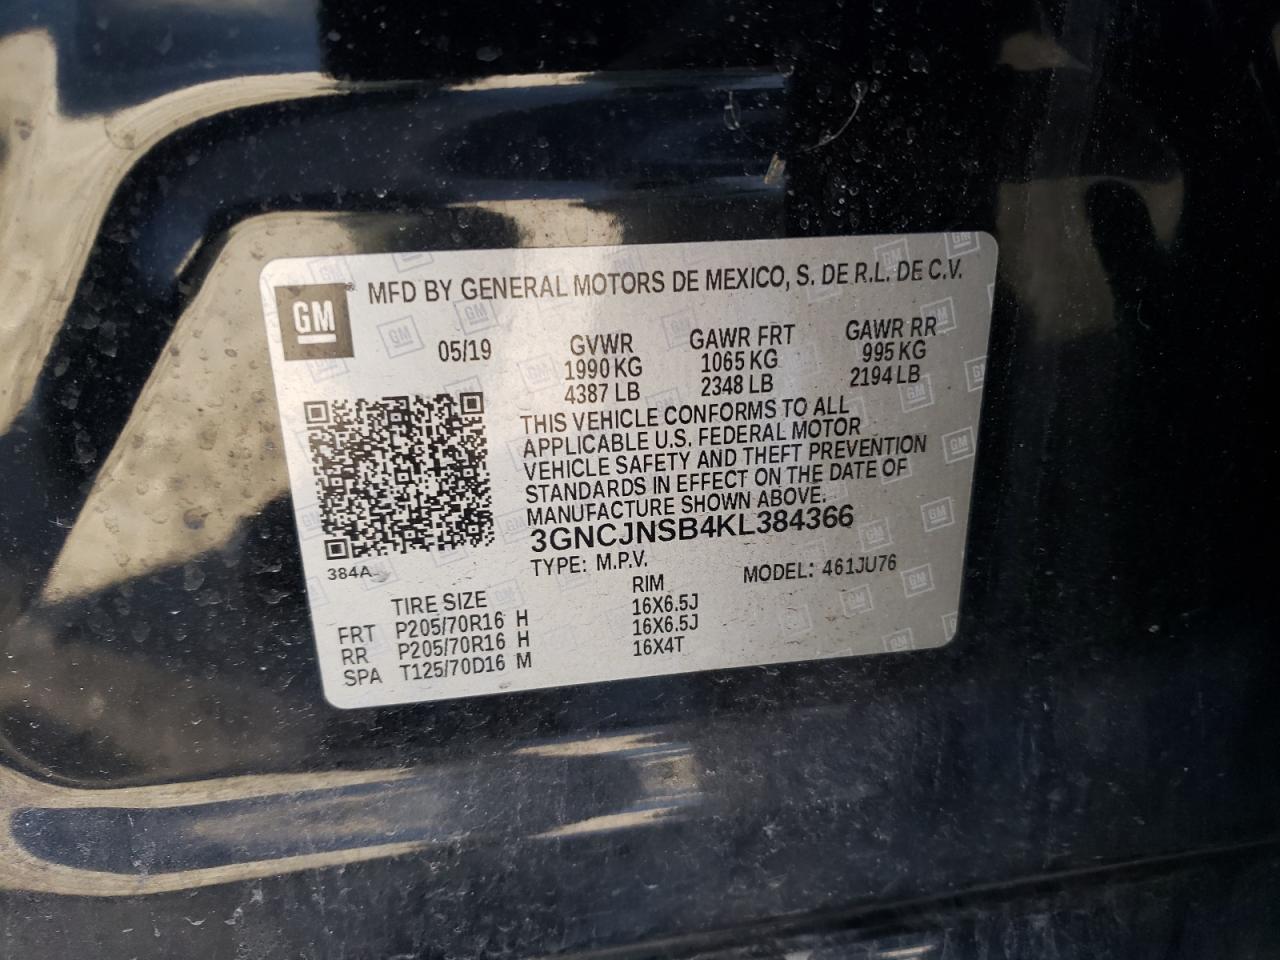 GM
MFD BY GENERAL MOTORS DE MEXICO, S. DE R.L. DE C.V.
05/19 GVWR GAWR FRT GAWR RR
1990 KG 1065 KG 995 KG
4387 LB 2348 LB 2194 LB
THIS VEHICLE CONFORMS TO ALL
APPLICABLE U.S. FEDERAL MOTOR
VEHICLE SAFETY AND THEFT PREVENTION
STANDARDS IN EFFECT ON THE DATE OF
MANUFACTURE SHOWN ABOVE.
3GNCJNSB4KL384366
384A
TYPE: M.P.V. MODEL: 461JU76
TIRE SIZE RIM
FRT P205/70R16 H 16X6.5J
RR P205/70R16 H 16X6.5J
SPA T125/70D16 M 16X4T